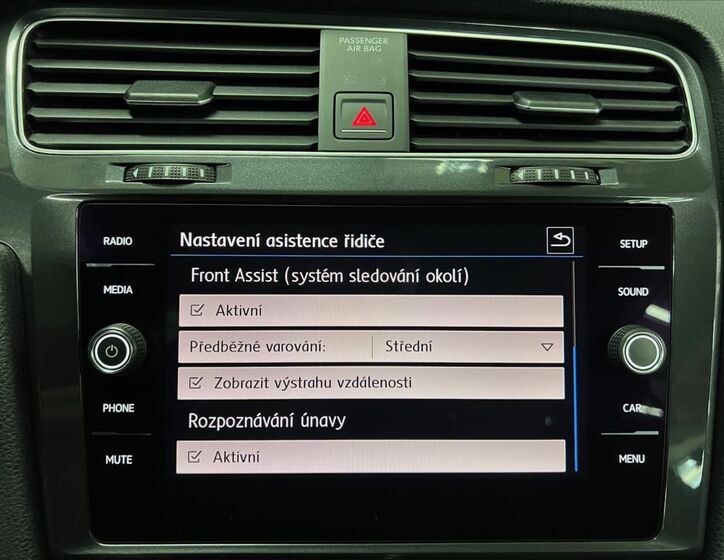 PASSENGER
AIR BAG
RADIO
MEDIA
PHONE
MUTE
Nastavení asistence řidiče
Front Assist (systém sledování okolí)
Aktivní
Předběžné varování: Střední
Zobrazit výstrahu vzdálenosti
Rozpoznávání únavy
Aktivní
SETUP
SOUND
CAR
MENU